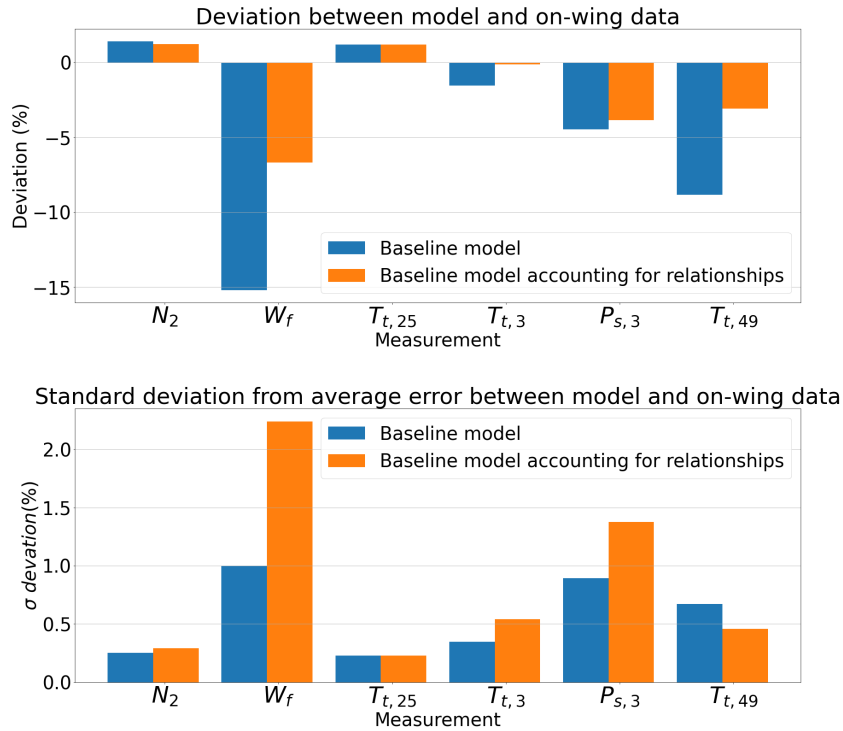 Deviation between model and on-wing data
Deviation (%)
0
−5
−10
−15
Baseline model
Baseline model accounting for relationships
N2 Wf Tt, 25 Tt, 3 Ps, 3 Tt, 49
Measurement
Standard deviation from average error between model and on-wing data
σ devation(%)
2.0
1.5
1.0
0.5
0.0
Baseline model
Baseline model accounting for relationships
N2 Wf Tt, 25 Tt, 3 Ps, 3 Tt, 49
Measurement